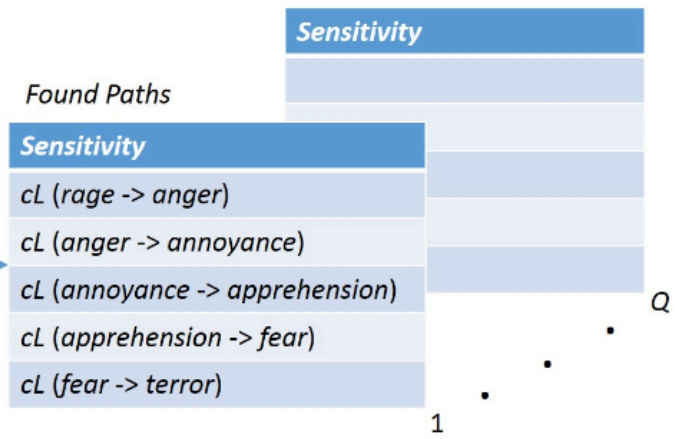 Sensitivity
Found Paths
Sensitivity
cL (rage -> anger)
cL (anger -> annoyance)
cL (annoyance -> apprehension)
cL (apprehension -> fear)
cL (fear -> terror)
Q
1